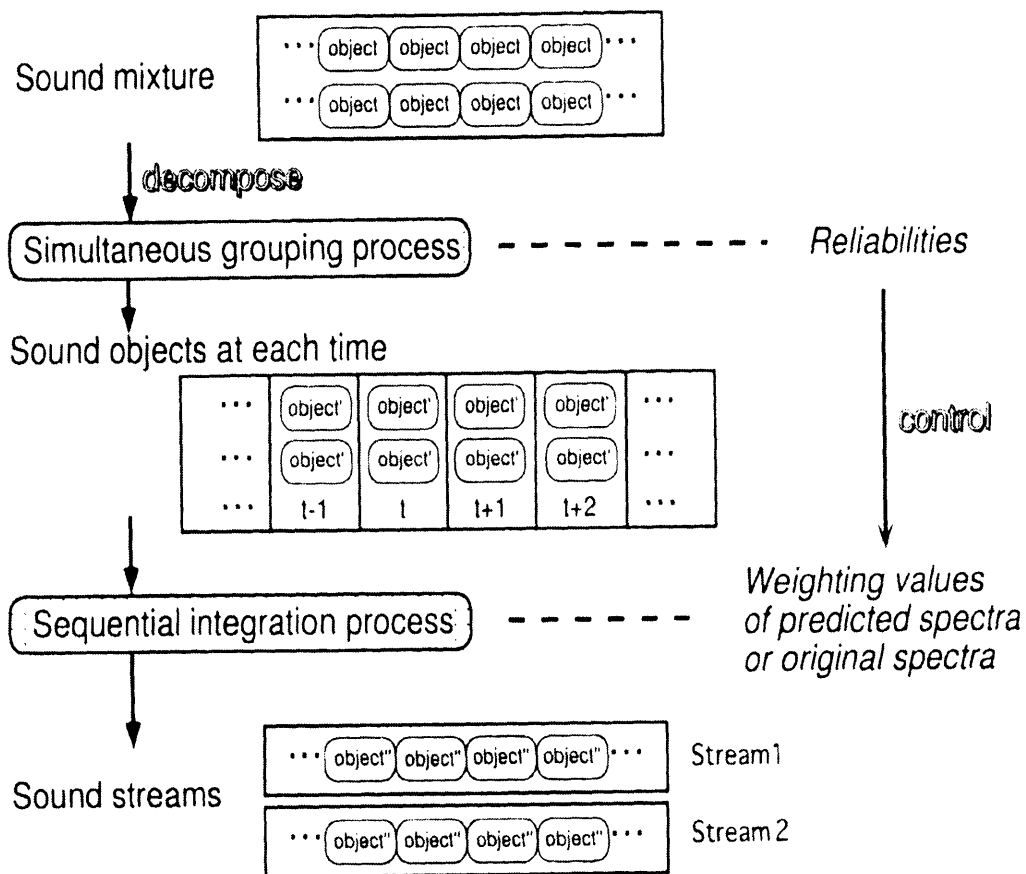 ··· object object object object ···
Sound mixture
··· object object object object ···
decompose
Simultaneous grouping process
Reliabilities
Sound objects at each time
··· object' object' object' object' ···
control
··· object' object' object' object' ···
··· t-1 t t+1 t+2 ···
Weighting values
of predicted spectra
or original spectra
Sequential integration process
··· object" object" object" object" ···
Stream1
Sound streams
··· object" object" object" object" ···
Stream 2